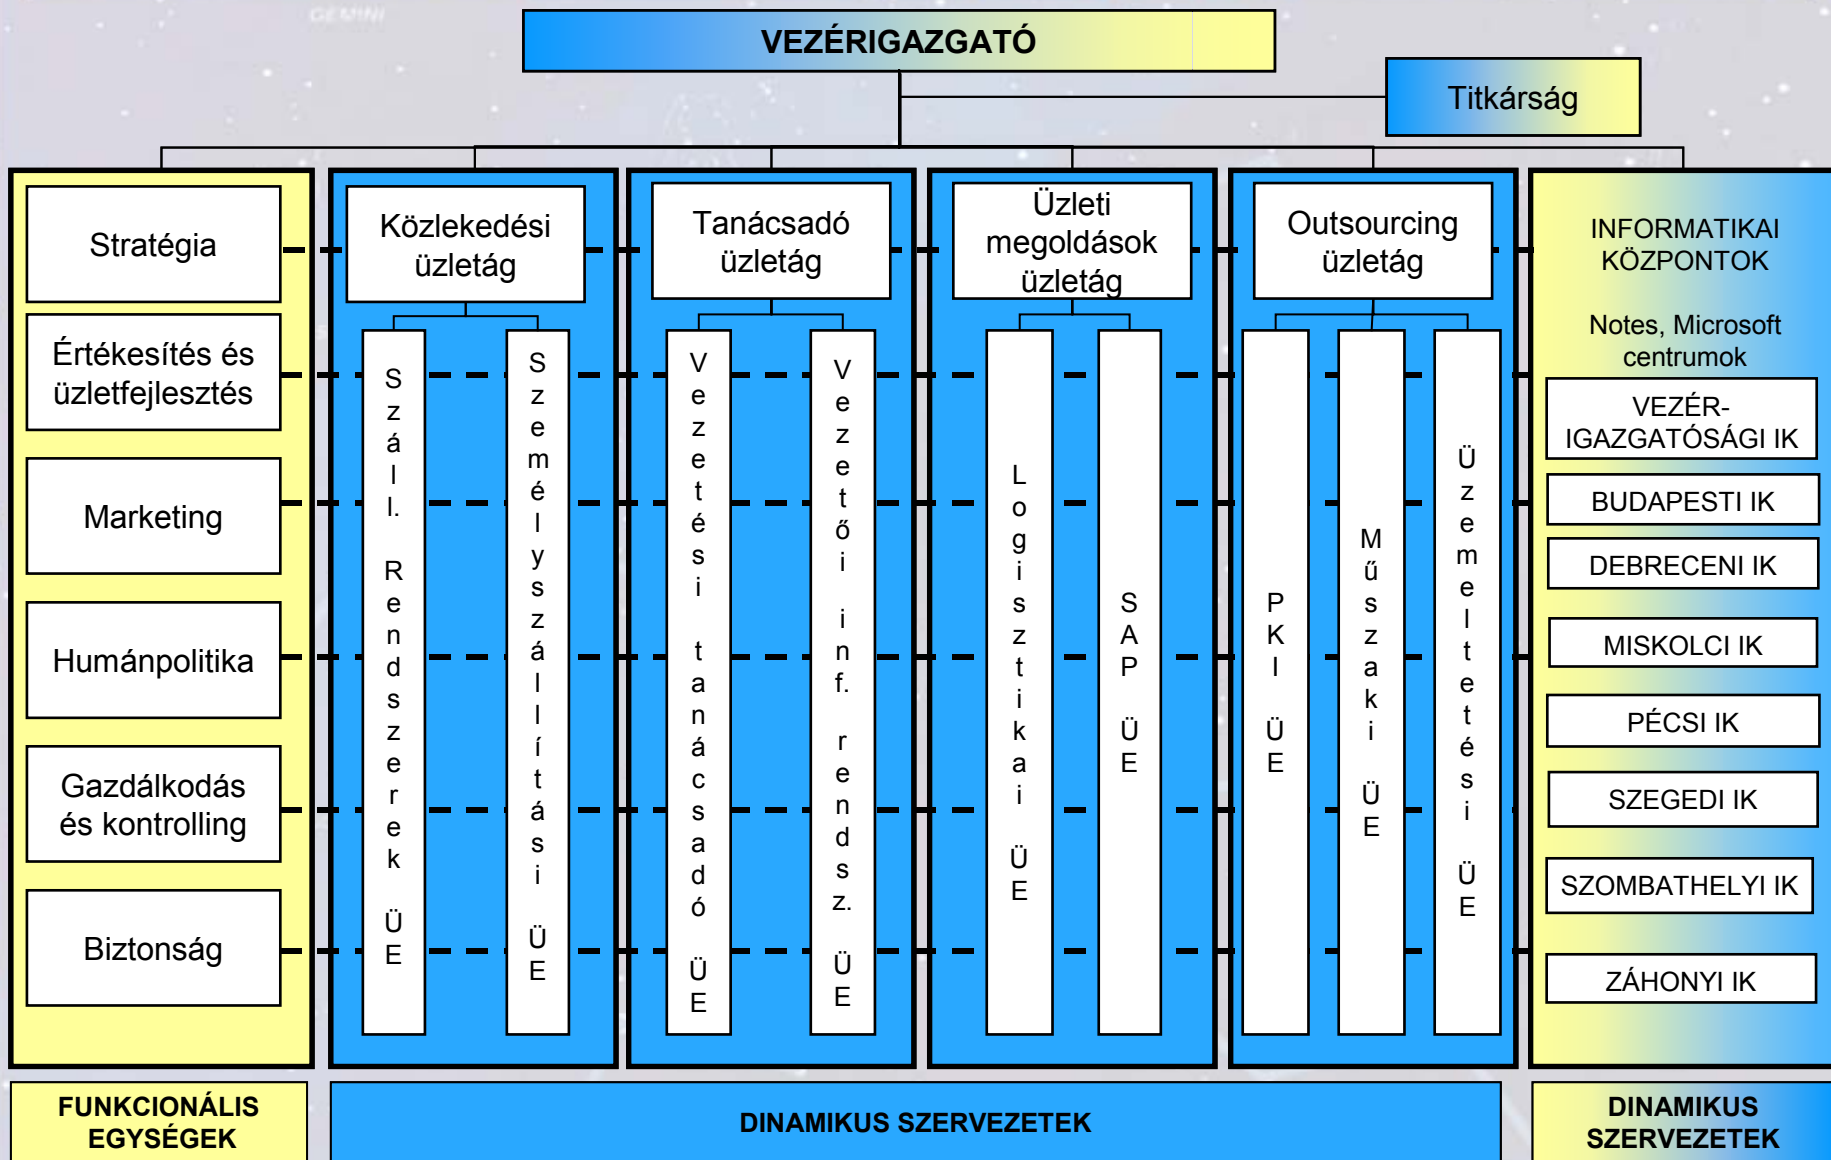 GEMINI
VEZÉRIGAZGATÓ
Titkárság
Stratégia
Értékesítés és
üzletfejlesztés
Marketing
Humánpolitika
Gazdálkodás
és kontrolling
Biztonság
Közlekedési
üzletág
Száll. Rendszerek ÜE
Személyszállítási ÜE
Tanácsadó
üzletág
Vezetési tanácsadó ÜE
Vezetői inf. rendsz. ÜE
Üzleti
megoldások
üzletág
Logisztikai ÜE
SAP ÜE
Outsourcing
üzletág
PKI ÜE
Műszaki ÜE
Üzemeltetési ÜE
INFORMATIKAI
KÖZPONTOK
Notes, Microsoft
centrumok
VEZÉR-
IGAZGATÓSÁGI IK
BUDAPESTI IK
DEBRECENI IK
MISKOLCI IK
PÉCSI IK
SZEGEDI IK
SZOMBATHELYI IK
ZÁHONYI IK
FUNKCIONÁLIS
EGYSÉGEK
DINAMIKUS SZERVEZETEK
DINAMIKUS
SZERVEZETEK